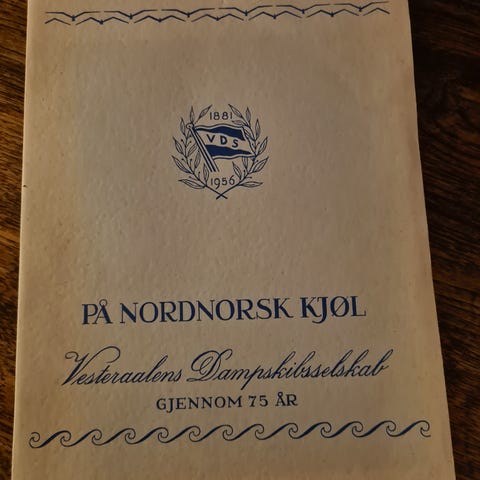 1881
VDS
1956
PÅ NORDNORSK KJØL
Vesteraalens Dampskibsselskab
GJENNOM 75 ÅR